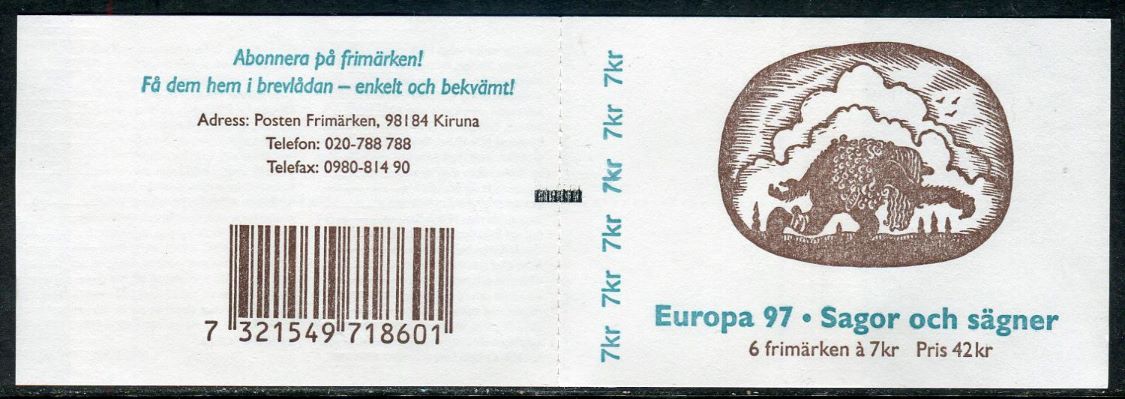 Abonnera på frimärken!
Få dem hem i brevlådan – enkelt och bekvämt!
Adress: Posten Frimärken, 98184 Kiruna
Telefon: 020-788 788
Telefax: 0980-814 90
7 321549 718601
7kr 7kr 7kr 7kr 7kr 7kr
Europa 97 • Sagor och sägner
6 frimärken à 7kr Pris 42kr